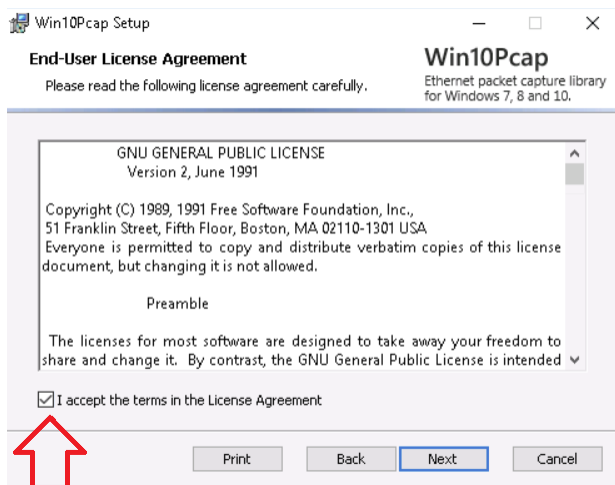 Win10Pcap Setup
End-User License Agreement
Please read the following license agreement carefully.
Win10Pcap
Ethernet packet capture library
for Windows 7, 8 and 10.
GNU GENERAL PUBLIC LICENSE
Version 2, June 1991
Copyright (C) 1989, 1991 Free Software Foundation, Inc.,
51 Franklin Street, Fifth Floor, Boston, MA 02110-1301 USA
Everyone is permitted to copy and distribute verbatim copies of this license
document, but changing it is not allowed.
Preamble
The licenses for most software are designed to take away your freedom to
share and change it. By contrast, the GNU General Public License is intended
I accept the terms in the License Agreement
Print Back Next Cancel